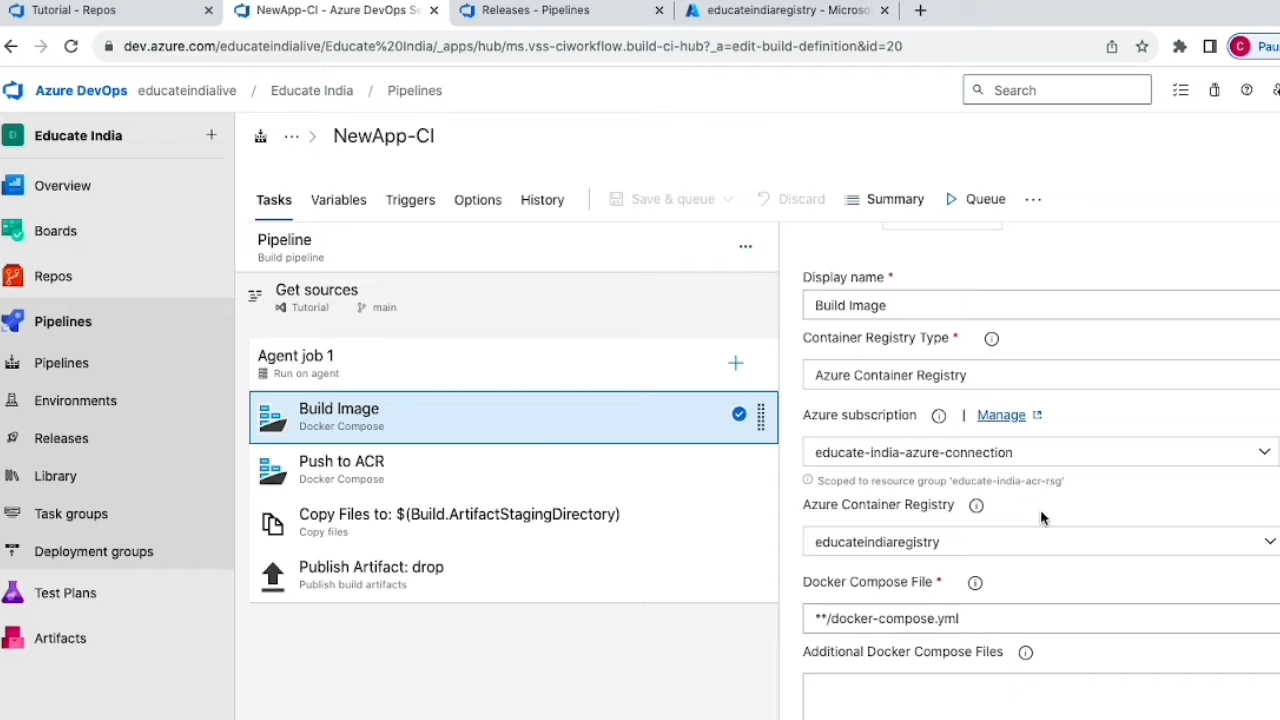 Tutorial - Repos
NewApp-CI - Azure DevOps Se
Releases - Pipelines
educateindiaregistry - Microso
dev.azure.com/educateindialive/Educate%20India/_apps/hub/ms.vss-ciworkflow.build-ci-hub?_a=edit-build-definition&id=20
C Pau
Azure DevOps educateindialive / Educate India / Pipelines
Search
EI Educate India
Overview
Boards
Repos
Pipelines
Pipelines
Environments
Releases
Library
Task groups
Deployment groups
Test Plans
Artifacts
... > NewApp-CI
Tasks Variables Triggers Options History Save & queue Discard Summary Queue ...
Pipeline
Build pipeline
Get sources
Tutorial main
Agent job 1
Run on agent
Build Image
Docker Compose
Push to ACR
Docker Compose
Copy Files to: $(Build.ArtifactStagingDirectory)
Copy files
Publish Artifact: drop
Publish build artifacts
Display name *
Build Image
Container Registry Type *
Azure Container Registry
Azure subscription | Manage
educate-india-azure-connection
Scoped to resource group 'educate-india-acr-rsg'
Azure Container Registry
educateindiaregistry
Docker Compose File *
**/docker-compose.yml
Additional Docker Compose Files